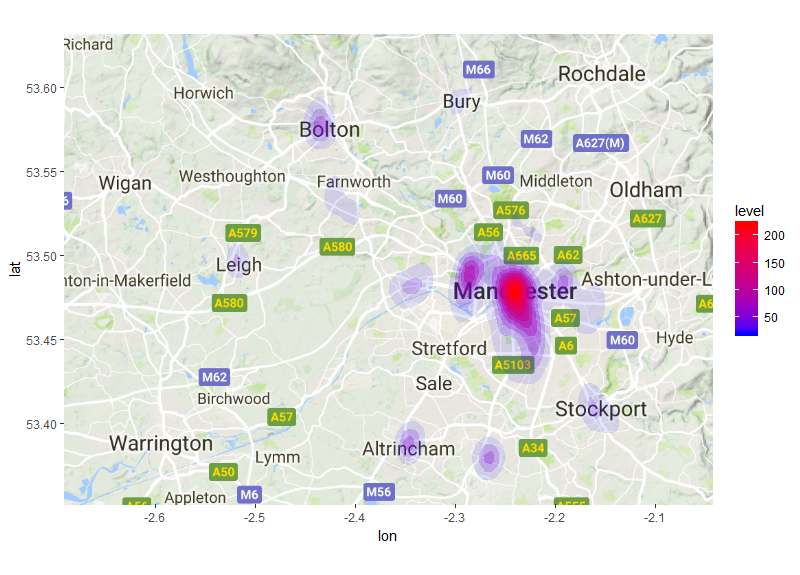 Richard
M66
Rochdale
53.60
Horwich
Bury
Bolton
M62
A627(M)
53.55
Wigan
Westhoughton
Farnworth
M60
Middleton
Oldham
6
M60
A576
A627
level
A579
A56
200
53.50
A580
A665
A62
150
lat
Leigh
nton-in-Makerfield
Manchester
Ashton-under-L
100
A580
A57
A6
50
53.45
Stretford
A6
M60
Hyde
A5103
M62
Sale
Birchwood
53.40
A57
Stockport
Warrington
Altrincham
A34
Lymm
A50
M56
Appleton
M6
A56
A555
-2.6
-2.5
-2.4
-2.3
-2.2
-2.1
lon